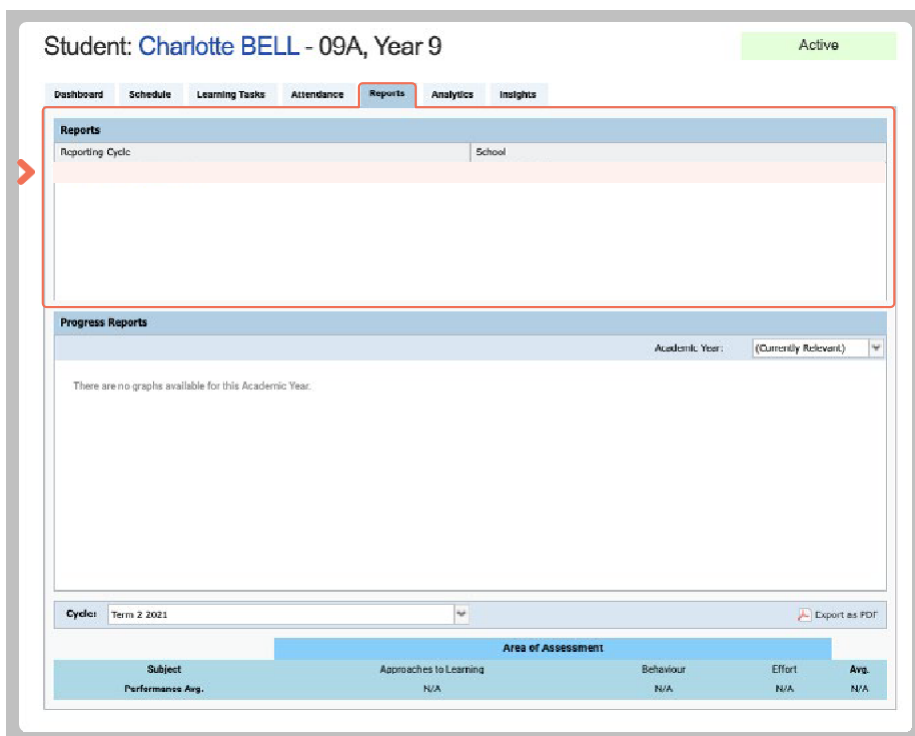 Student: Charlotte BELL - 09A, Year 9
Active
Dashboard Schedule Learning Tasks Attendance Reports Analytics Insights
Reports
Reporting Cycle School
Progress Reports
Academic Year: (Currently Relevant)
There are no graphs available for this Academic Year.
Cycle: Term 2 2021 Export as PDF
Area of Assessment
Subject Approaches to Learning Behaviour Effort Avg.
Performance Avg. N/A N/A N/A N/A